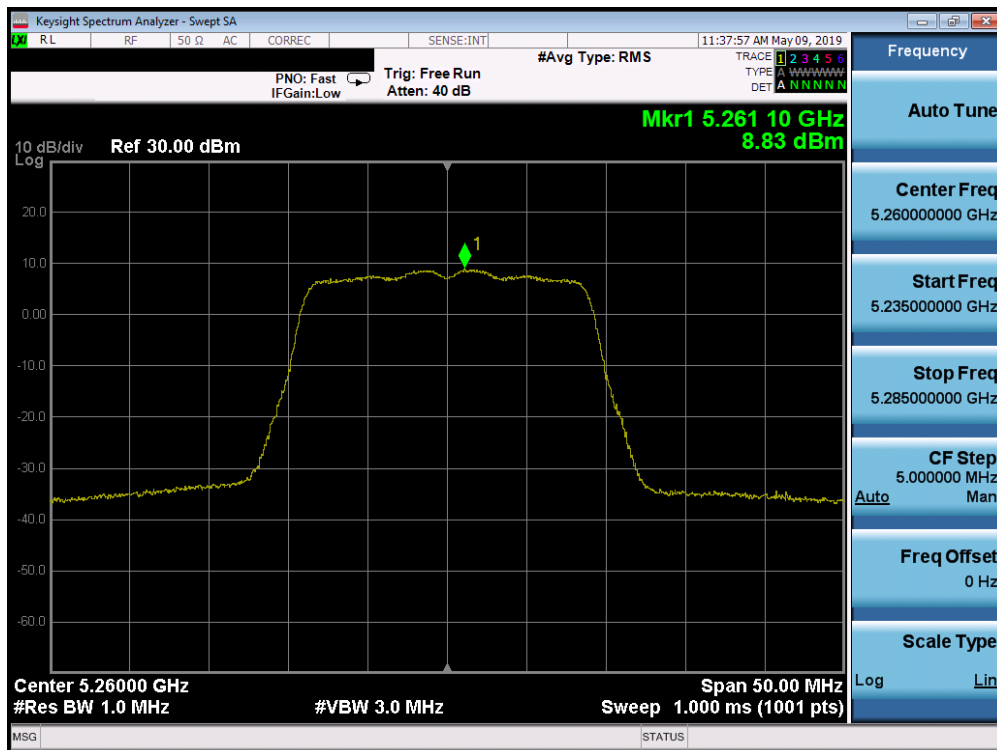 Keysight Spectrum Analyzer - Swept SA
LXI RL RF 50 Ω AC CORREC SENSE:INT 11:37:57 AM May 09, 2019
#Avg Type: RMS TRACE 1 2 3 4 5 6
PNO: Fast Trig: Free Run TYPE A WWWWW
IFGain:Low Atten: 40 dB DET A N N N N N
Mkr1 5.261 10 GHz
8.83 dBm
10 dB/div Ref 30.00 dBm
Log
20.0
1
10.0
0.00
-10.0
-20.0
-30.0
-40.0
-50.0
-60.0
Center 5.26000 GHz Span 50.00 MHz
#Res BW 1.0 MHz #VBW 3.0 MHz Sweep 1.000 ms (1001 pts)
MSG STATUS
Frequency
Auto Tune
Center Freq
5.260000000 GHz
Start Freq
5.235000000 GHz
Stop Freq
5.285000000 GHz
CF Step
5.000000 MHz
Auto Man
Freq Offset
0 Hz
Scale Type
Log Lin